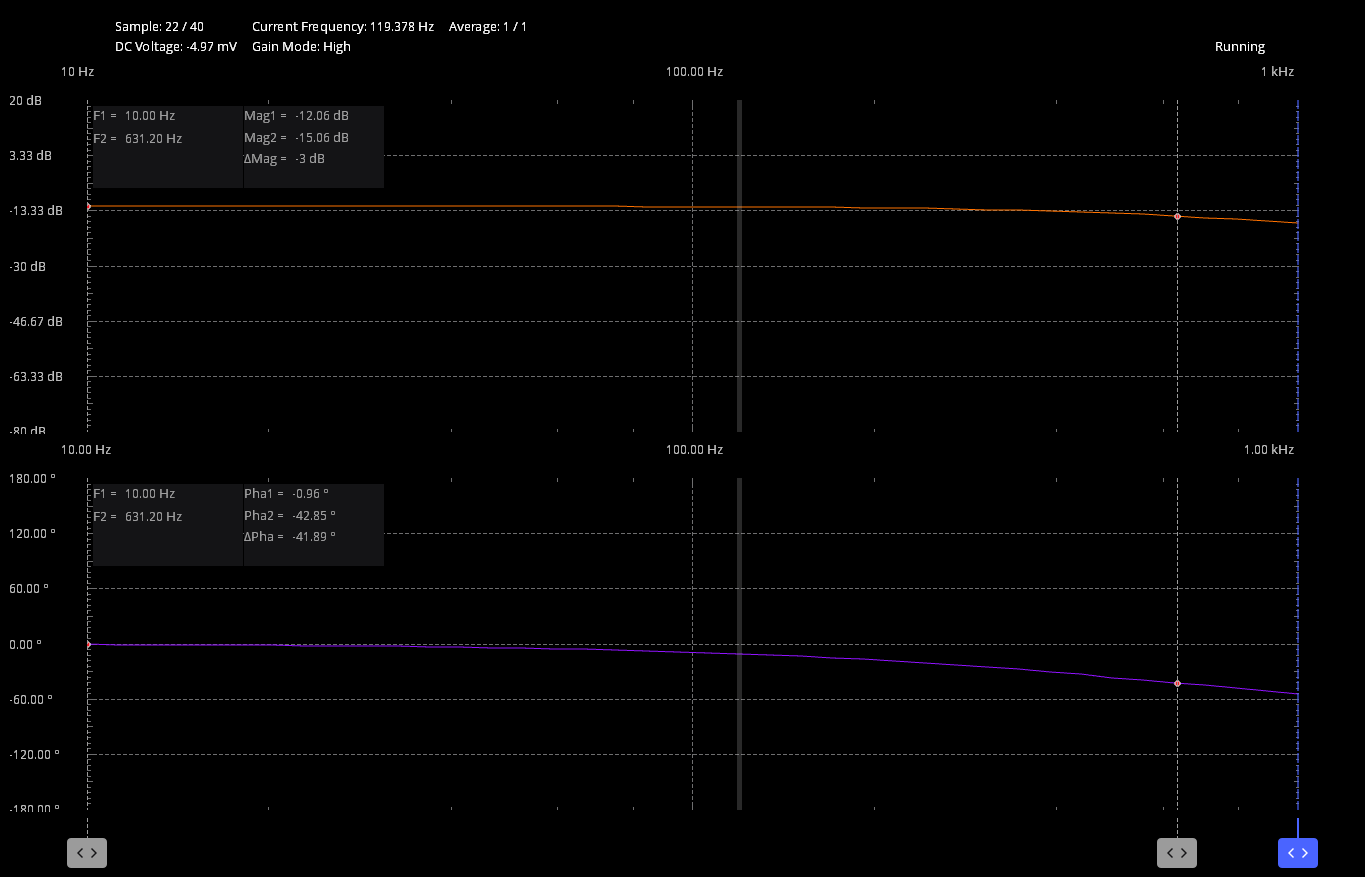 Sample: 22 / 40 Current Frequency: 119.378 Hz Average: 1 / 1
DC Voltage: -4.97 mV Gain Mode: High
Running
10 Hz 100.00 Hz 1 kHz
20 dB
F1 = 10.00 Hz Mag1 = -12.06 dB
F2 = 631.20 Hz Mag2 = -15.06 dB
ΔMag = -3 dB
3.33 dB
-13.33 dB
-30 dB
-46.67 dB
-63.33 dB
-80 dB
10.00 Hz 100.00 Hz 1.00 kHz
180.00 °
F1 = 10.00 Hz Pha1 = -0.96 °
F2 = 631.20 Hz Pha2 = -42.85 °
ΔPha = -41.89 °
120.00 °
60.00 °
0.00 °
-60.00 °
-120.00 °
-180.00 °